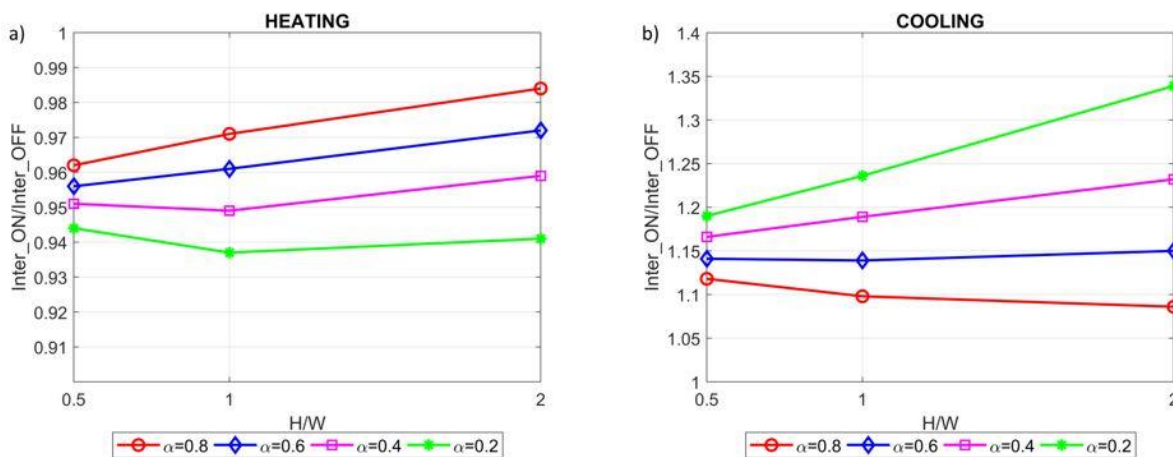 a)
HEATING
1
0.99
0.98
0.97
0.96
0.95
0.94
0.93
0.92
0.91
Inter_ON/Inter_OFF
0.5 1 2
H/W
α=0.8 α=0.6 α=0.4 α=0.2
b)
COOLING
1.4
1.35
1.3
1.25
1.2
1.15
1.1
1.05
1
Inter_ON/Inter_OFF
0.5 1 2
H/W
α=0.8 α=0.6 α=0.4 α=0.2